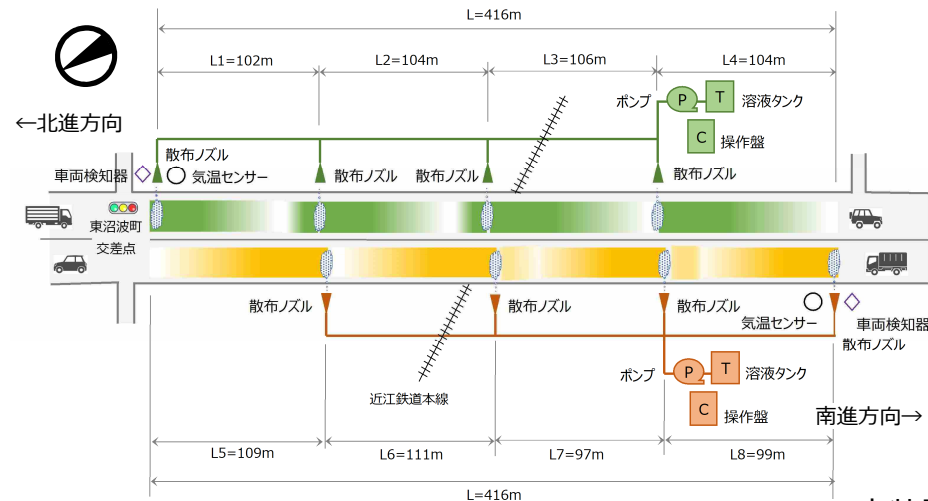 L=416m
L1=102m
L2=104m
L3=106m
L4=104m
ポンプ
P
T
溶液タンク
C
操作盤
←北進方向
散布ノズル
車両検知器
気温センサー
散布ノズル
散布ノズル
散布ノズル
東沼波町
交差点
散布ノズル
散布ノズル
散布ノズル
気温センサー
車両検知器
散布ノズル
ポンプ
P
T
溶液タンク
C
操作盤
近江鉄道本線
南進方向→
L5=109m
L6=111m
L7=97m
L8=99m
L=416m